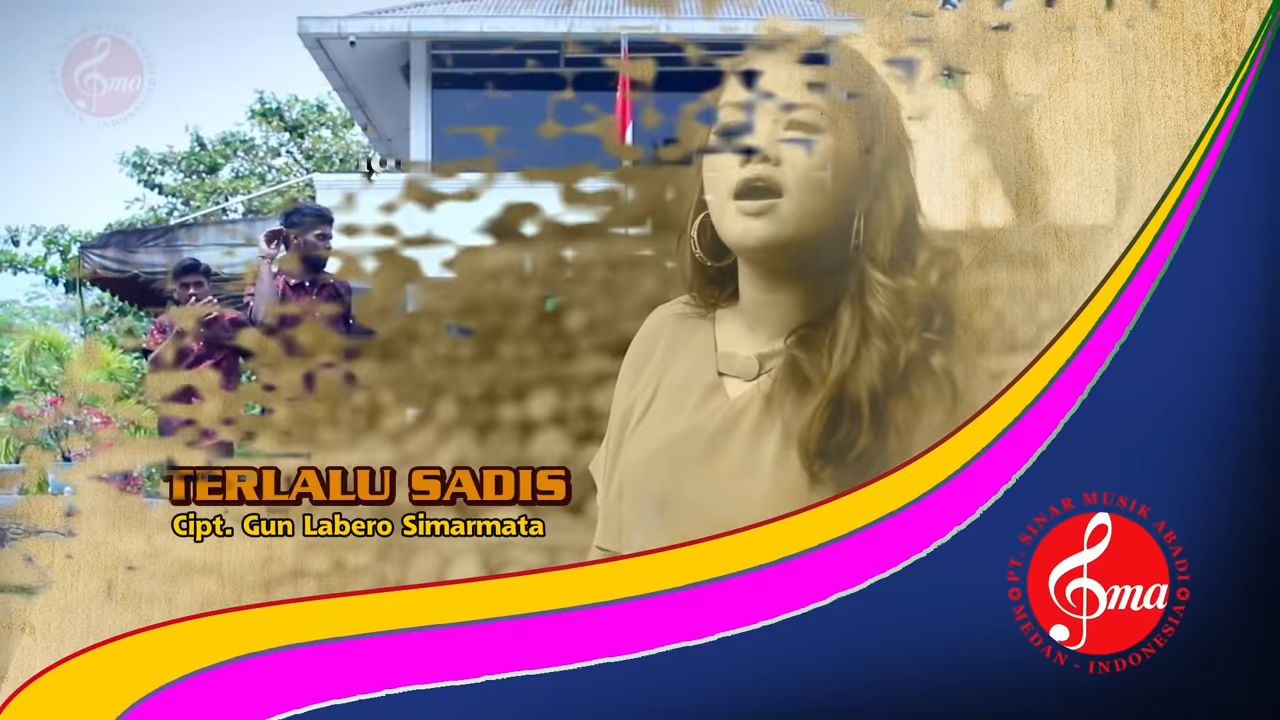 TERLALU SADIS
Cipt. Gun Labero Simarmata
PT. SINAR MUSIK ABADI
Sma
MEDAN - INDONESIA